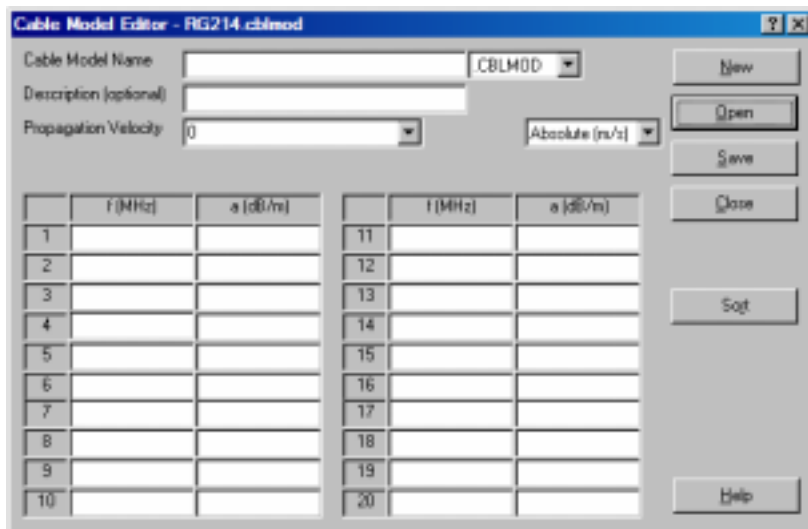 Cable Model Editor - RG214.cblmod
Cable Model Name
.CBLMOD
New
Description (optional)
Open
Propagation Velocity
0
Absolute (m/s)
Save
Close
f (MHz) a (dB/m) f (MHz) a (dB/m)
1 11
2 12
3 13
Sort
4 14
5 15
6 16
7 17
8 18
9 19
10 20
Help